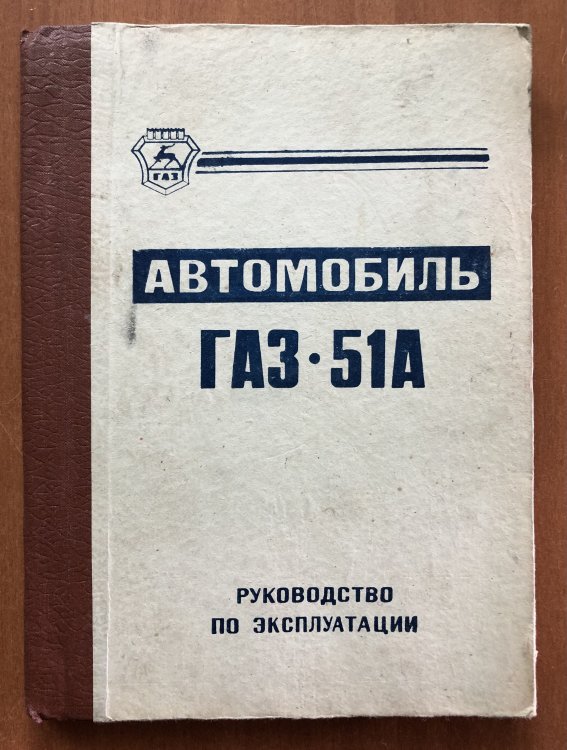 ГАЗ
АВТОМОБИЛЬ
ГАЗ·51А
РУКОВОДСТВО
ПО ЭКСПЛУАТАЦИИ